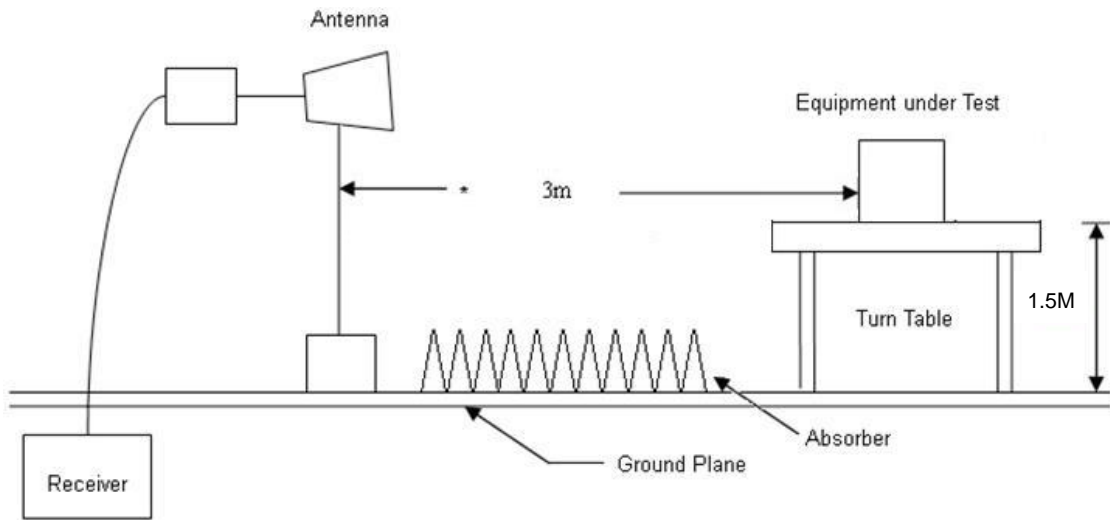 Antenna
Equipment under Test
* 3m
1.5M
Turn Table
Absorber
Ground Plane
Receiver